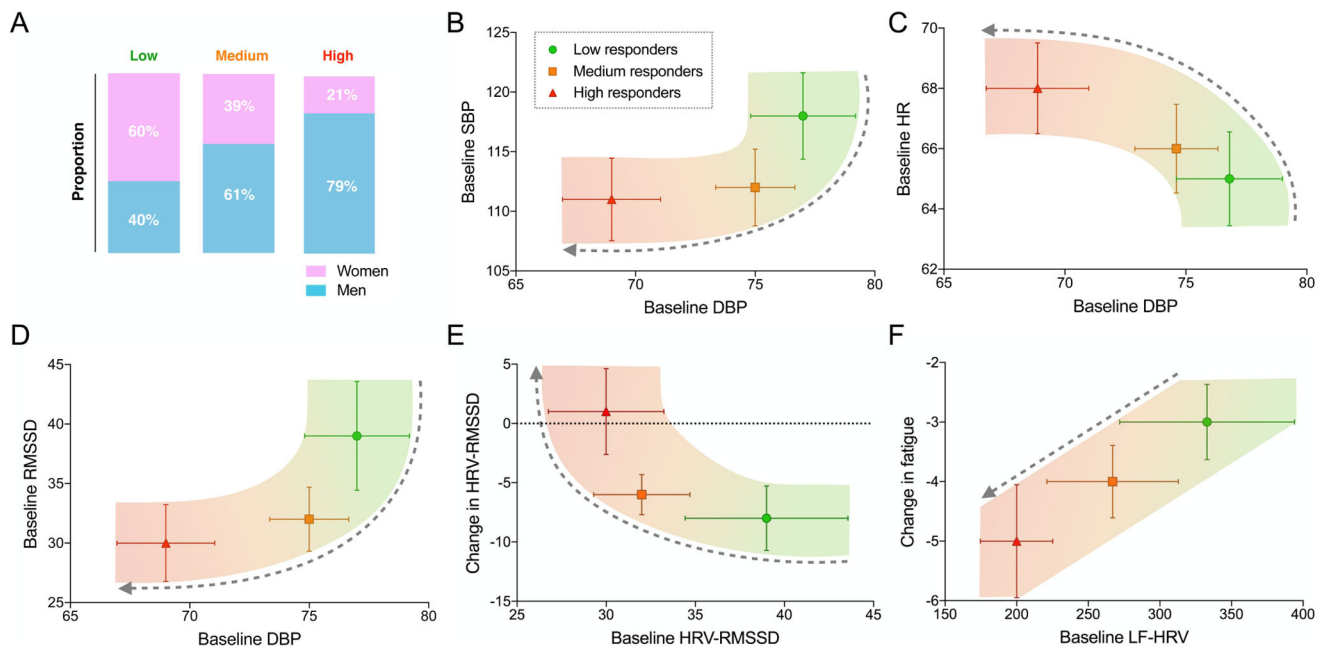 A
Low Medium High
Proportion
60%
40%
39%
61%
21%
79%
Women
Men
B
Low responders
Medium responders
High responders
Baseline SBP
125
120
115
110
105
65 70 75 80
Baseline DBP
C
Baseline HR
70
68
66
64
62
65 70 75 80
Baseline DBP
D
Baseline RMSSD
45
40
35
30
25
65 70 75 80
Baseline DBP
E
Change in HRV-RMSSD
5
0
-5
-10
-15
25 30 35 40 45
Baseline HRV-RMSSD
F
Change in fatigue
-2
-3
-4
-5
-6
150 200 250 300 350 400
Baseline LF-HRV